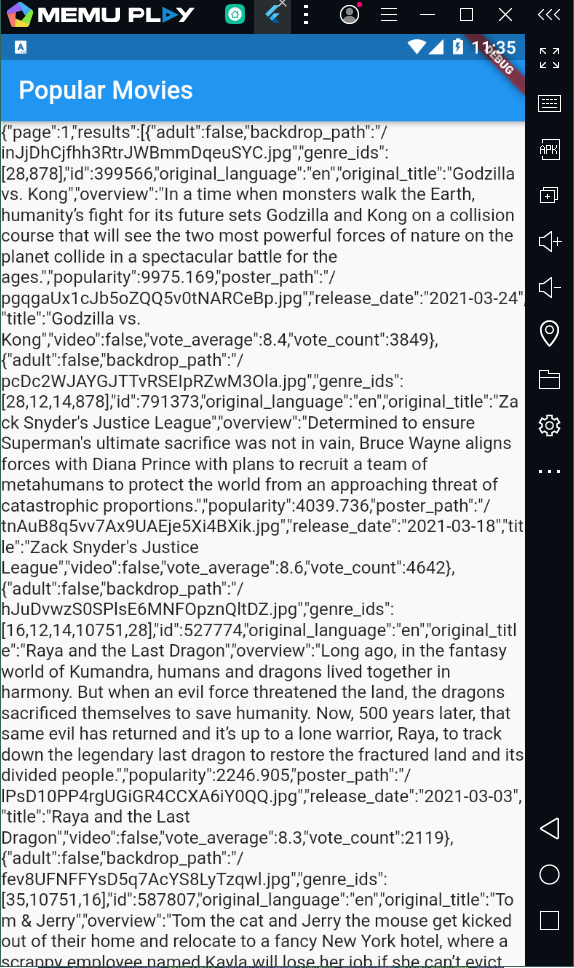 MEMU PLAY
A
11:35
DEBUG
Popular Movies
{"page":1,"results":[{"adult":false,"backdrop_path":"/
inJjDhCjfhh3RtrJWBmmDqeuSYC.jpg","genre_ids":
[28,878],"id":399566,"original_language":"en","original_title":"Godzilla
vs. Kong","overview":"In a time when monsters walk the Earth,
humanity’s fight for its future sets Godzilla and Kong on a collision
course that will see the two most powerful forces of nature on the
planet collide in a spectacular battle for the
ages.","popularity":9975.169,"poster_path":"/
pgqgaUx1cJb5oZQQ5v0tNARCeBp.jpg","release_date":"2021-03-24",
"title":"Godzilla vs.
Kong","video":false,"vote_average":8.4,"vote_count":3849},
{"adult":false,"backdrop_path":"/
pcDc2WJAYGJTTvRSEIpRZwM3Ola.jpg","genre_ids":
[28,12,14,878],"id":791373,"original_language":"en","original_title":"Za
ck Snyder's Justice League","overview":"Determined to ensure
Superman's ultimate sacrifice was not in vain, Bruce Wayne aligns
forces with Diana Prince with plans to recruit a team of
metahumans to protect the world from an approaching threat of
catastrophic proportions.","popularity":4039.736,"poster_path":"/
tnAuB8q5vv7Ax9UAEje5Xi4BXik.jpg","release_date":"2021-03-18","tit
le":"Zack Snyder's Justice
League","video":false,"vote_average":8.6,"vote_count":4642},
{"adult":false,"backdrop_path":"/
hJuDvwzS0SPlsE6MNFOpznQltDZ.jpg","genre_ids":
[16,12,14,10751,28],"id":527774,"original_language":"en","original_titl
e":"Raya and the Last Dragon","overview":"Long ago, in the fantasy
world of Kumandra, humans and dragons lived together in
harmony. But when an evil force threatened the land, the dragons
sacrificed themselves to save humanity. Now, 500 years later, that
same evil has returned and it’s up to a lone warrior, Raya, to track
down the legendary last dragon to restore the fractured land and its
divided people.","popularity":2246.905,"poster_path":"/
lPsD10PP4rgUGiGR4CCXA6iY0QQ.jpg","release_date":"2021-03-03",
"title":"Raya and the Last
Dragon","video":false,"vote_average":8.3,"vote_count":2119},
{"adult":false,"backdrop_path":"/
fev8UFNFFYsD5q7AcYS8LyTzqwl.jpg","genre_ids":
[35,10751,16],"id":587807,"original_language":"en","original_title":"To
m & Jerry","overview":"Tom the cat and Jerry the mouse get kicked
out of their home and relocate to a fancy New York hotel, where a
scrappy employee named Kayla will lose her job if she can’t evict
APK